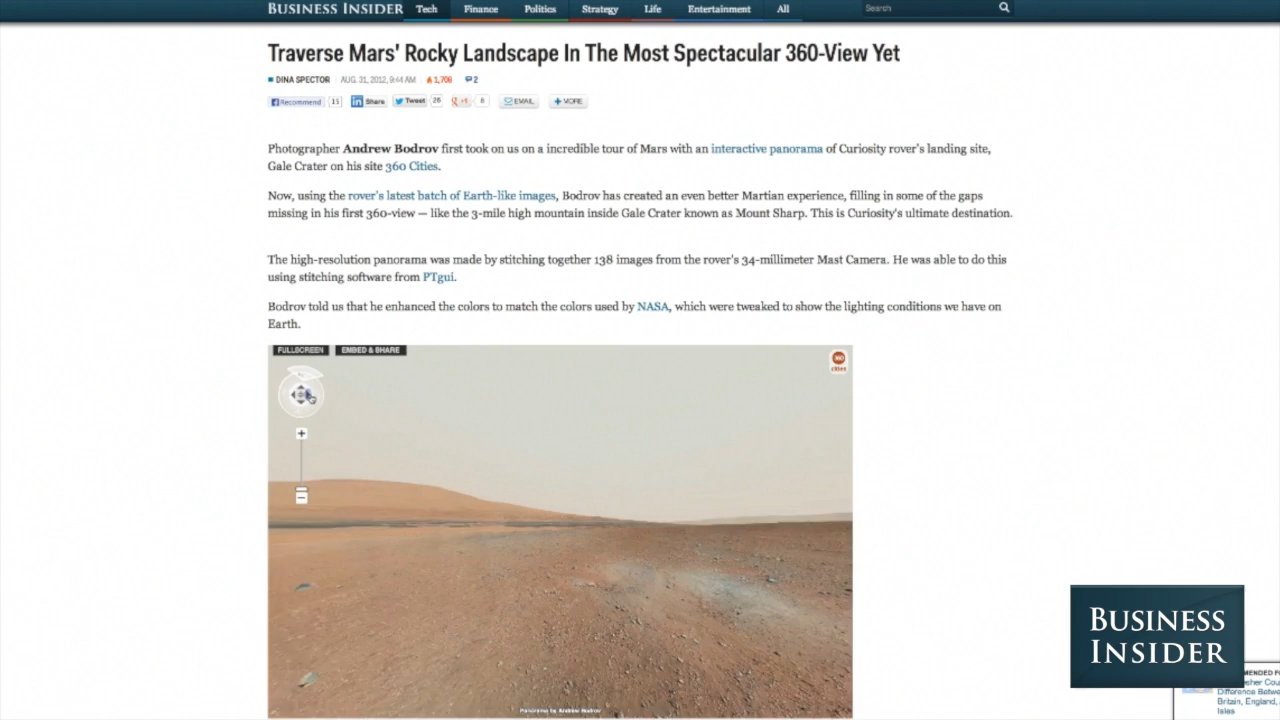 BUSINESS INSIDER Tech Finance Politics Strategy Life Entertainment All Search
Traverse Mars' Rocky Landscape In The Most Spectacular 360-View Yet
DINA SPECTOR AUG. 31, 2012, 9:44 AM 1,700 2
Recommend 11 Share Tweet 26 +1 8 EMAIL MORE
Photographer Andrew Bodrov first took on us on a incredible tour of Mars with an interactive panorama of Curiosity rover's landing site,
Gale Crater on his site 360 Cities.
Now, using the rover's latest batch of Earth-like images, Bodrov has created an even better Martian experience, filling in some of the gaps
missing in his first 360-view — like the 3-mile high mountain inside Gale Crater known as Mount Sharp. This is Curiosity's ultimate destination.
The high-resolution panorama was made by stitching together 138 images from the rover's 34-millimeter Mast Camera. He was able to do this
using stitching software from PTgui.
Bodrov told us that he enhanced the colors to match the colors used by NASA, which were tweaked to show the lighting conditions we have on
Earth.
FULLSCREEN EMBED & SHARE
360
cities
Panorama by Andrew Bodrov
BUSINESS
INSIDER
Britain, England,
Isles